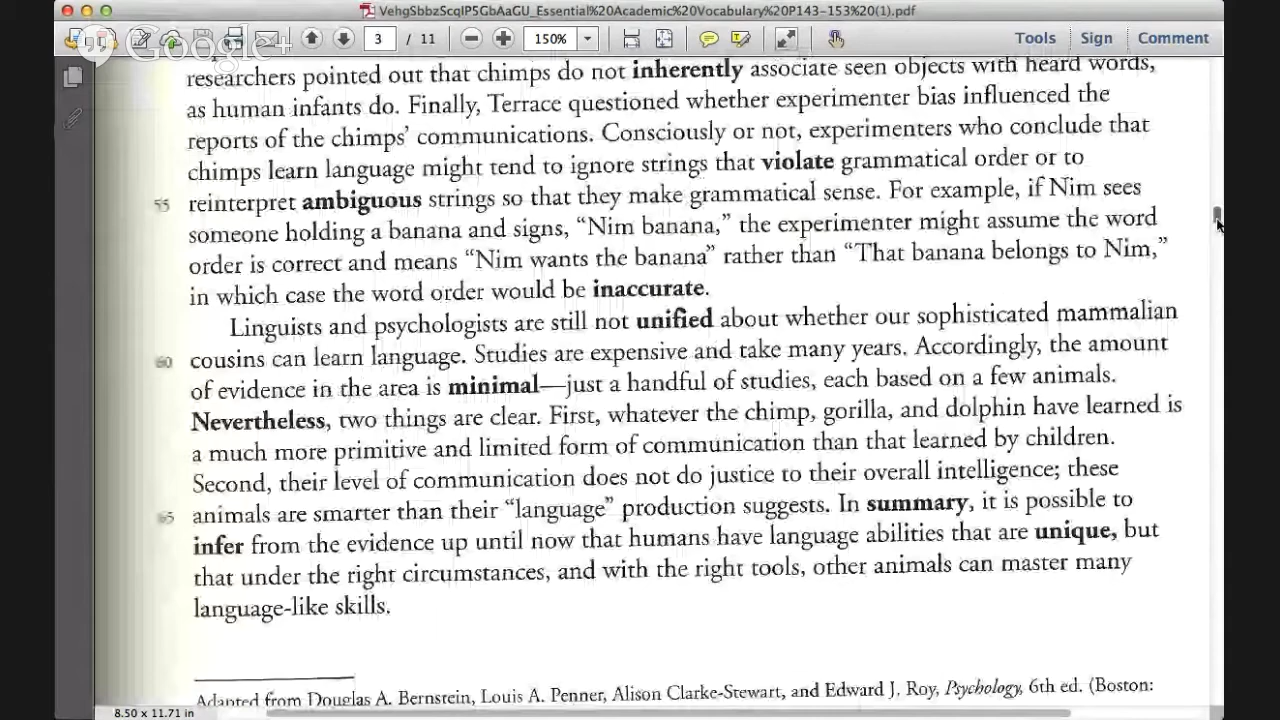 VehgSbbzScqIP5GbAaGU_Essential%20Academic%20Vocabulary%20P143-153%20(1).pdf
Google+
3 / 11 150% Tools Sign Comment
researchers pointed out that chimps do not inherently associate seen objects with heard words,
as human infants do. Finally, Terrace questioned whether experimenter bias influenced the
reports of the chimps’ communications. Consciously or not, experimenters who conclude that
chimps learn language might tend to ignore strings that violate grammatical order or to
55 reinterpret ambiguous strings so that they make grammatical sense. For example, if Nim sees
someone holding a banana and signs, “Nim banana,” the experimenter might assume the word
order is correct and means “Nim wants the banana” rather than “That banana belongs to Nim,”
in which case the word order would be inaccurate.
Linguists and psychologists are still not unified about whether our sophisticated mammalian
60 cousins can learn language. Studies are expensive and take many years. Accordingly, the amount
of evidence in the area is minimal—just a handful of studies, each based on a few animals.
Nevertheless, two things are clear. First, whatever the chimp, gorilla, and dolphin have learned is
a much more primitive and limited form of communication than that learned by children.
Second, their level of communication does not do justice to their overall intelligence; these
65 animals are smarter than their “language” production suggests. In summary, it is possible to
infer from the evidence up until now that humans have language abilities that are unique, but
that under the right circumstances, and with the right tools, other animals can master many
language-like skills.
Adapted from Douglas A. Bernstein, Louis A. Penner, Alison Clarke-Stewart, and Edward J. Roy, Psychology, 6th ed. (Boston:
8.50 x 11.71 in